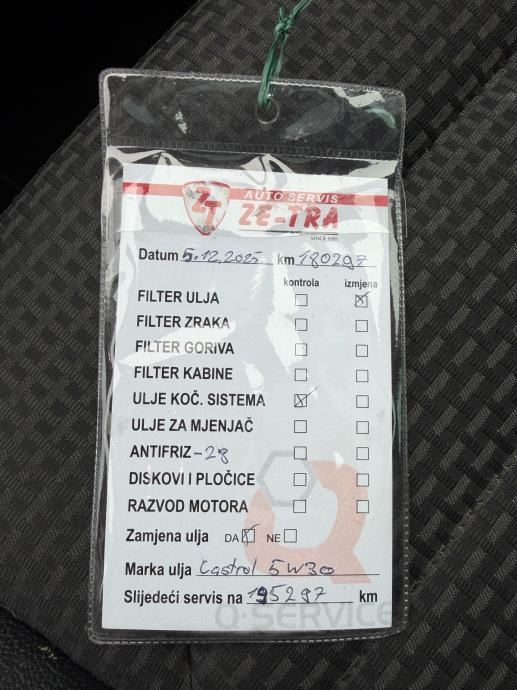 ZT AUTO SERVIS
ZE-TRA
SINCE 1991
Datum 5.12.2025. km 180297
kontrola izmjena
FILTER ULJA
FILTER ZRAKA
FILTER GORIVA
FILTER KABINE
ULJE KOČ. SISTEMA
ULJE ZA MJENJAČ
ANTIFRIZ -28
DISKOVI I PLOČICE
RAZVOD MOTORA
Zamjena ulja DA NE
Marka ulja Castrol 5W30
Slijedeći servis na 195297 km
Q-SERVICE